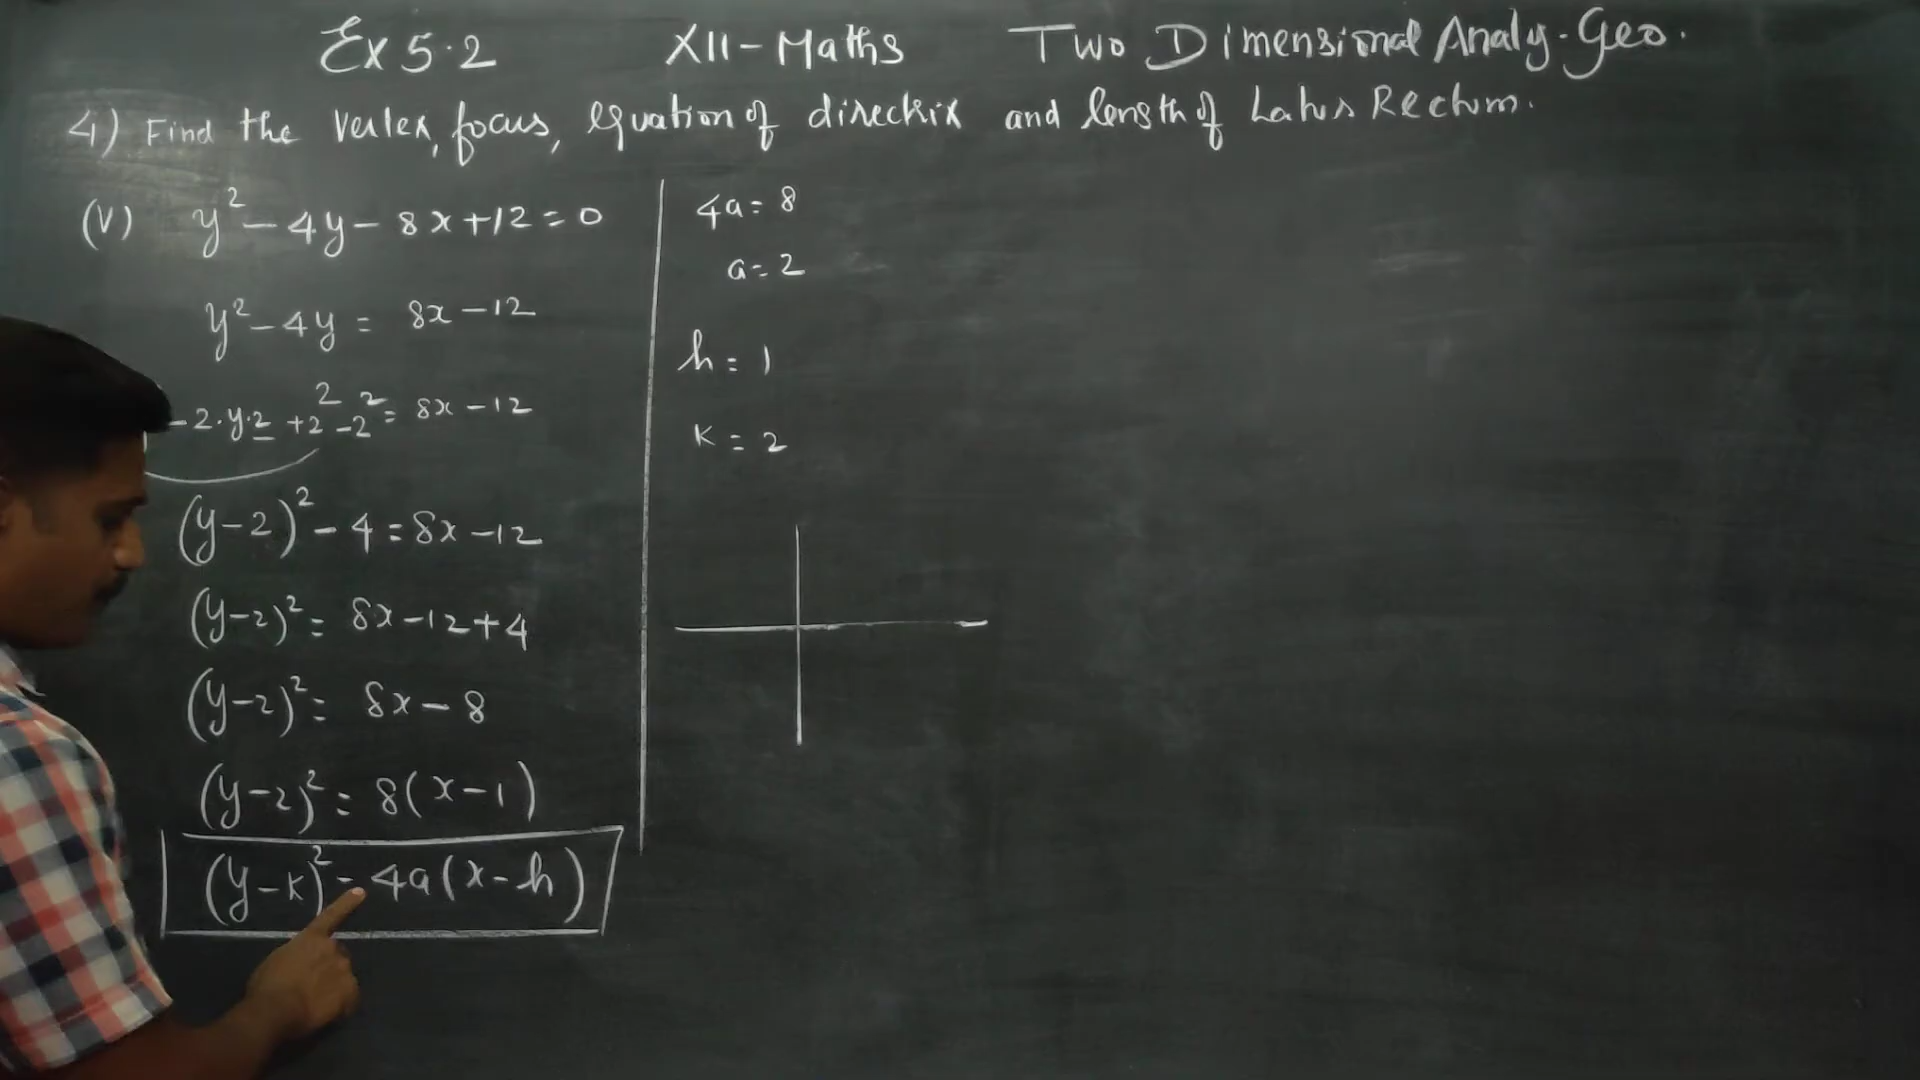 Ex 5.2 XII - Maths Two Dimensional Analy. Geo.
4) Find the vertex, focus, equation of directrix and length of Latus Rectum.
(V) y² - 4y - 8x + 12 = 0
y² - 4y = 8x - 12
- 2·y·2 + 2² - 2² = 8x - 12
(y-2)² - 4 = 8x - 12
(y-2)² = 8x - 12 + 4
(y-2)² = 8x - 8
(y-2)² = 8(x-1)
(y-k)² = 4a(x-h)
4a = 8
a = 2
h = 1
k = 2